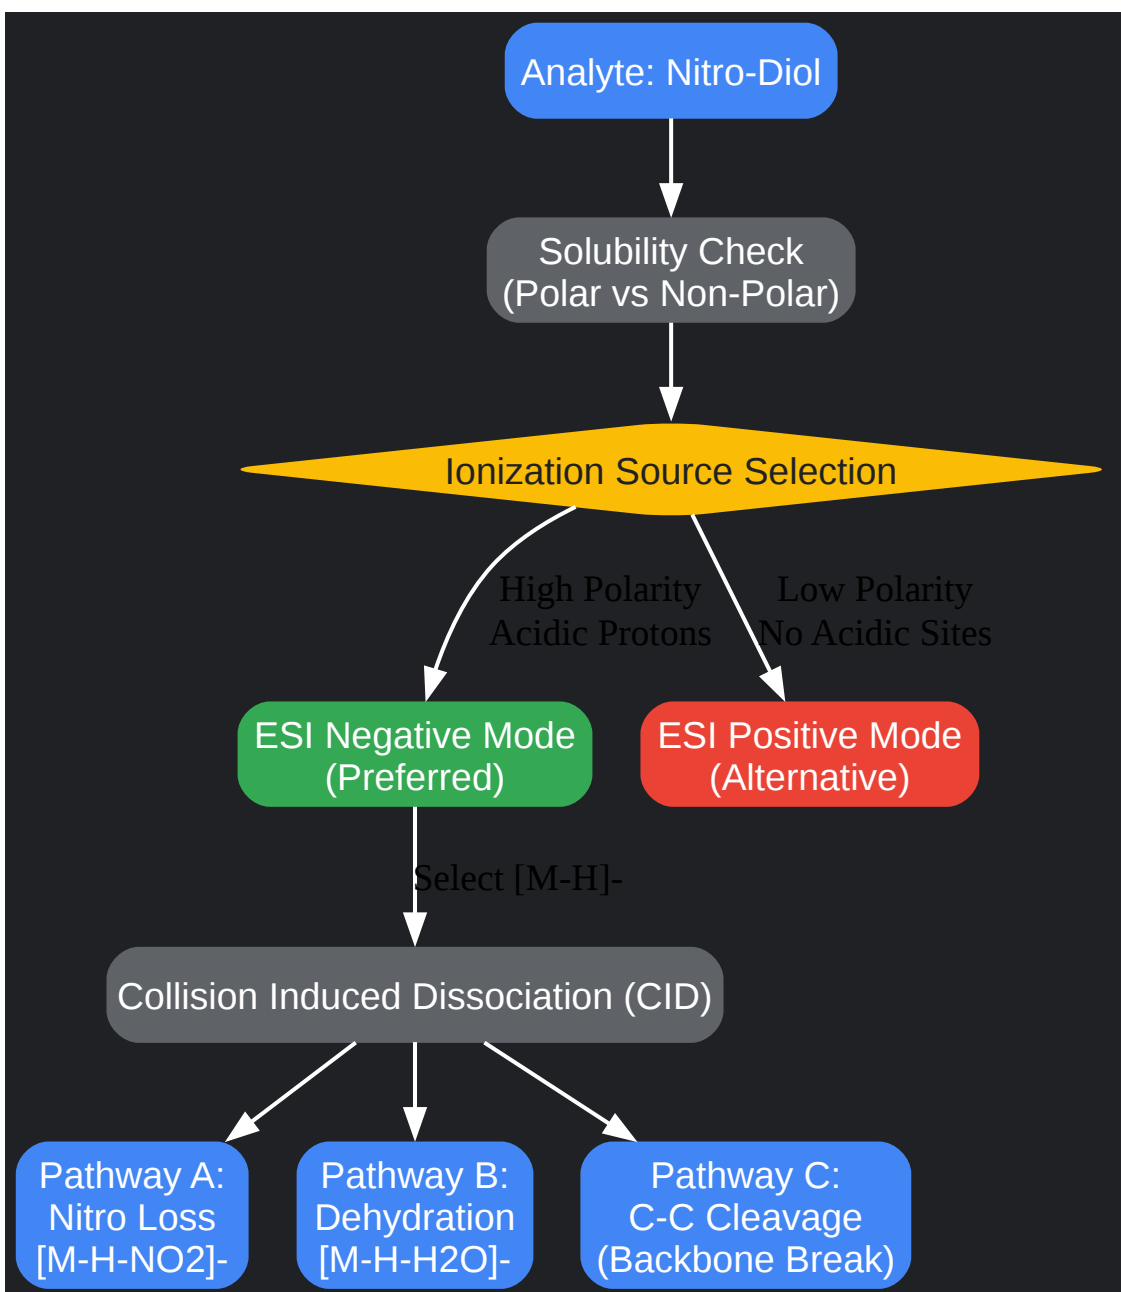 Analyte: Nitro-Diol
Solubility Check
(Polar vs Non-Polar)
Ionization Source Selection
High Polarity
Acidic Protons
Low Polarity
No Acidic Sites
ESI Negative Mode
(Preferred)
ESI Positive Mode
(Alternative)
Select [M-H]-
Collision Induced Dissociation (CID)
Pathway A:
Nitro Loss
[M-H-NO2]-
Pathway B:
Dehydration
[M-H-H2O]-
Pathway C:
C-C Cleavage
(Backbone Break)